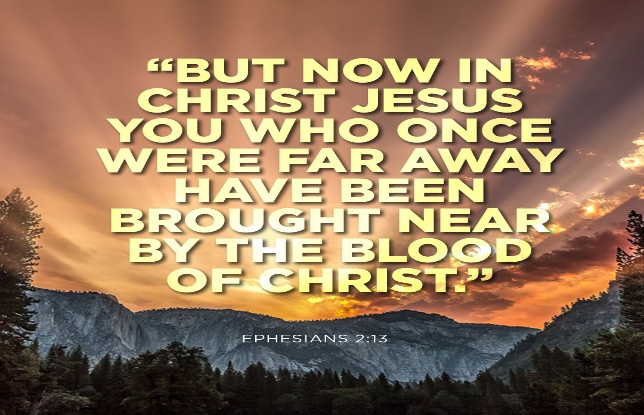 “BUT NOW IN
CHRIST JESUS
YOU WHO ONCE
WERE FAR AWAY
HAVE BEEN
BROUGHT NEAR
BY THE BLOOD
OF CHRIST.”
EPHESIANS 2:13